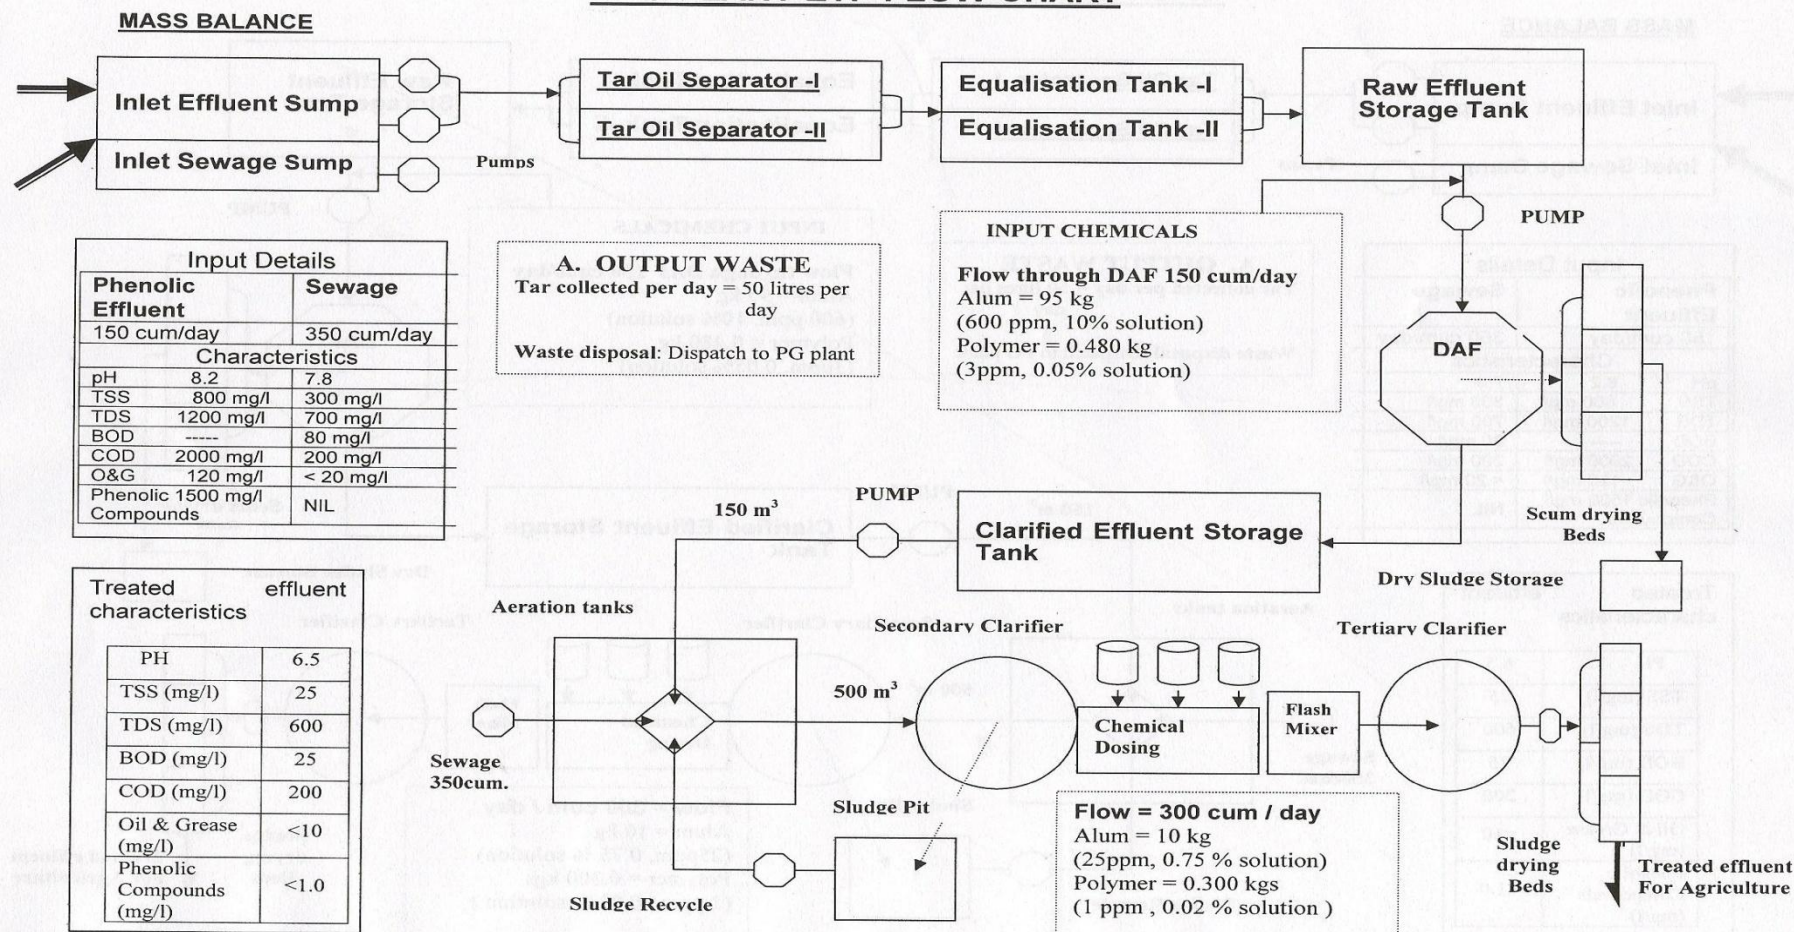 MASS BALANCE
Inlet Effluent Sump
Inlet Sewage Sump
Pumps
Tar Oil Separator -I
Tar Oil Separator -II
Equalisation Tank -I
Equalisation Tank -II
Raw Effluent
Storage Tank
PUMP
Input Details
Phenolic Sewage
Effluent
150 cum/day 350 cum/day
Characteristics
pH 8.2 7.8
TSS 800 mg/l 300 mg/l
TDS 1200 mg/l 700 mg/l
BOD ----- 80 mg/l
COD 2000 mg/l 200 mg/l
O&G 120 mg/l < 20 mg/l
Phenolic 1500 mg/l
Compounds NIL
A. OUTPUT WASTE
Tar collected per day = 50 litres per
day
Waste disposal: Dispatch to PG plant
INPUT CHEMICALS
Flow through DAF 150 cum/day
Alum = 95 kg
(600 ppm, 10% solution)
Polymer = 0.480 kg
(3ppm, 0.05% solution)
DAF
Scum drying
Beds
Dry Sludge Storage
Clarified Effluent Storage
Tank
PUMP
150 m³
Treated effluent
characteristics
PH 6.5
TSS (mg/l) 25
TDS (mg/l) 600
BOD (mg/l) 25
COD (mg/l) 200
Oil & Grease <10
(mg/l)
Phenolic
Compounds <1.0
(mg/l)
Aeration tanks
Sewage
350cum.
500 m³
Secondary Clarifier
Sludge Pit
Sludge Recycle
Chemical
Dosing
Flash
Mixer
Tertiary Clarifier
Flow = 300 cum / day
Alum = 10 kg
(25ppm, 0.75 % solution)
Polymer = 0.300 kgs
(1 ppm , 0.02 % solution )
Sludge
drying
Beds
Treated effluent
For Agriculture